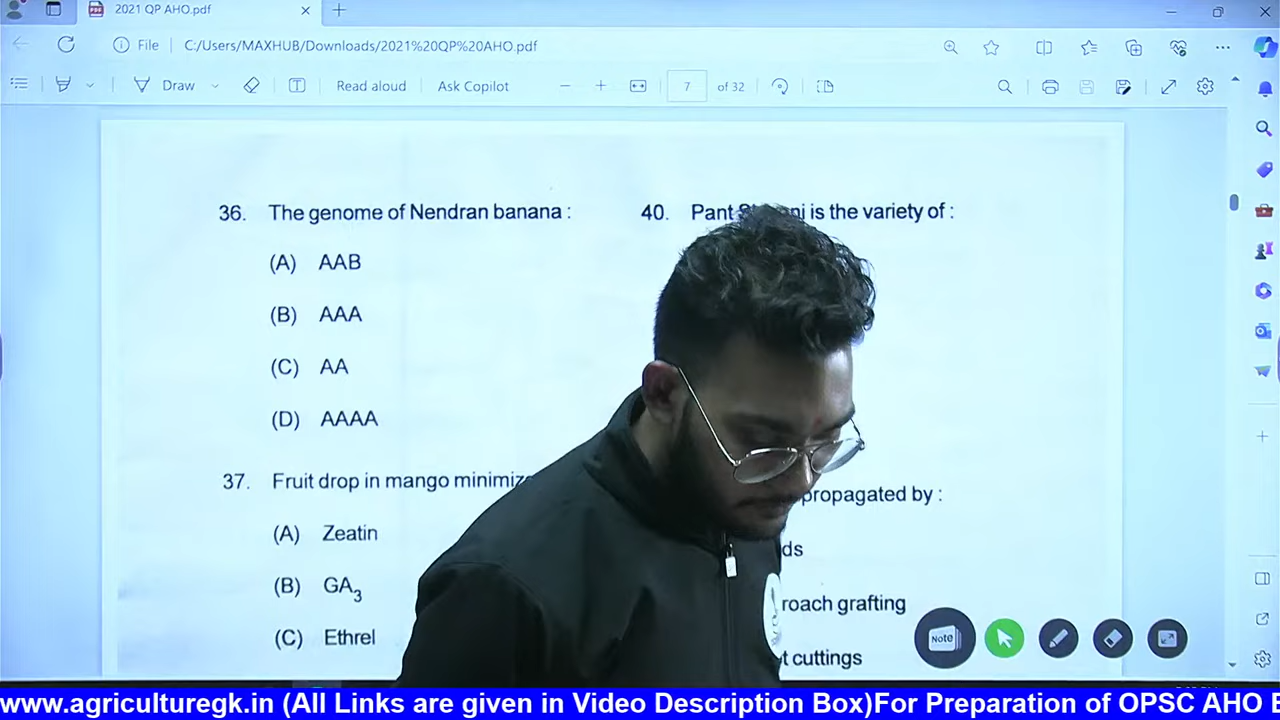 2021 QP AHO.pdf
File
C:/Users/MAXHUB/Downloads/2021%20QP%20AHO.pdf
Draw
Read aloud
Ask Copilot
7
of 32
36. The genome of Nendran banana :
(A) AAB
(B) AAA
(C) AA
(D) AAAA
37. Fruit drop in mango
(A) Zeatin
(B) GA3
(C) Ethrel
40. Pant is the variety of :
propagated by :
grafting
cuttings
Note
www.agriculturegk.in (All Links are given in Video Description Box)For Preparation of OPSC AHO